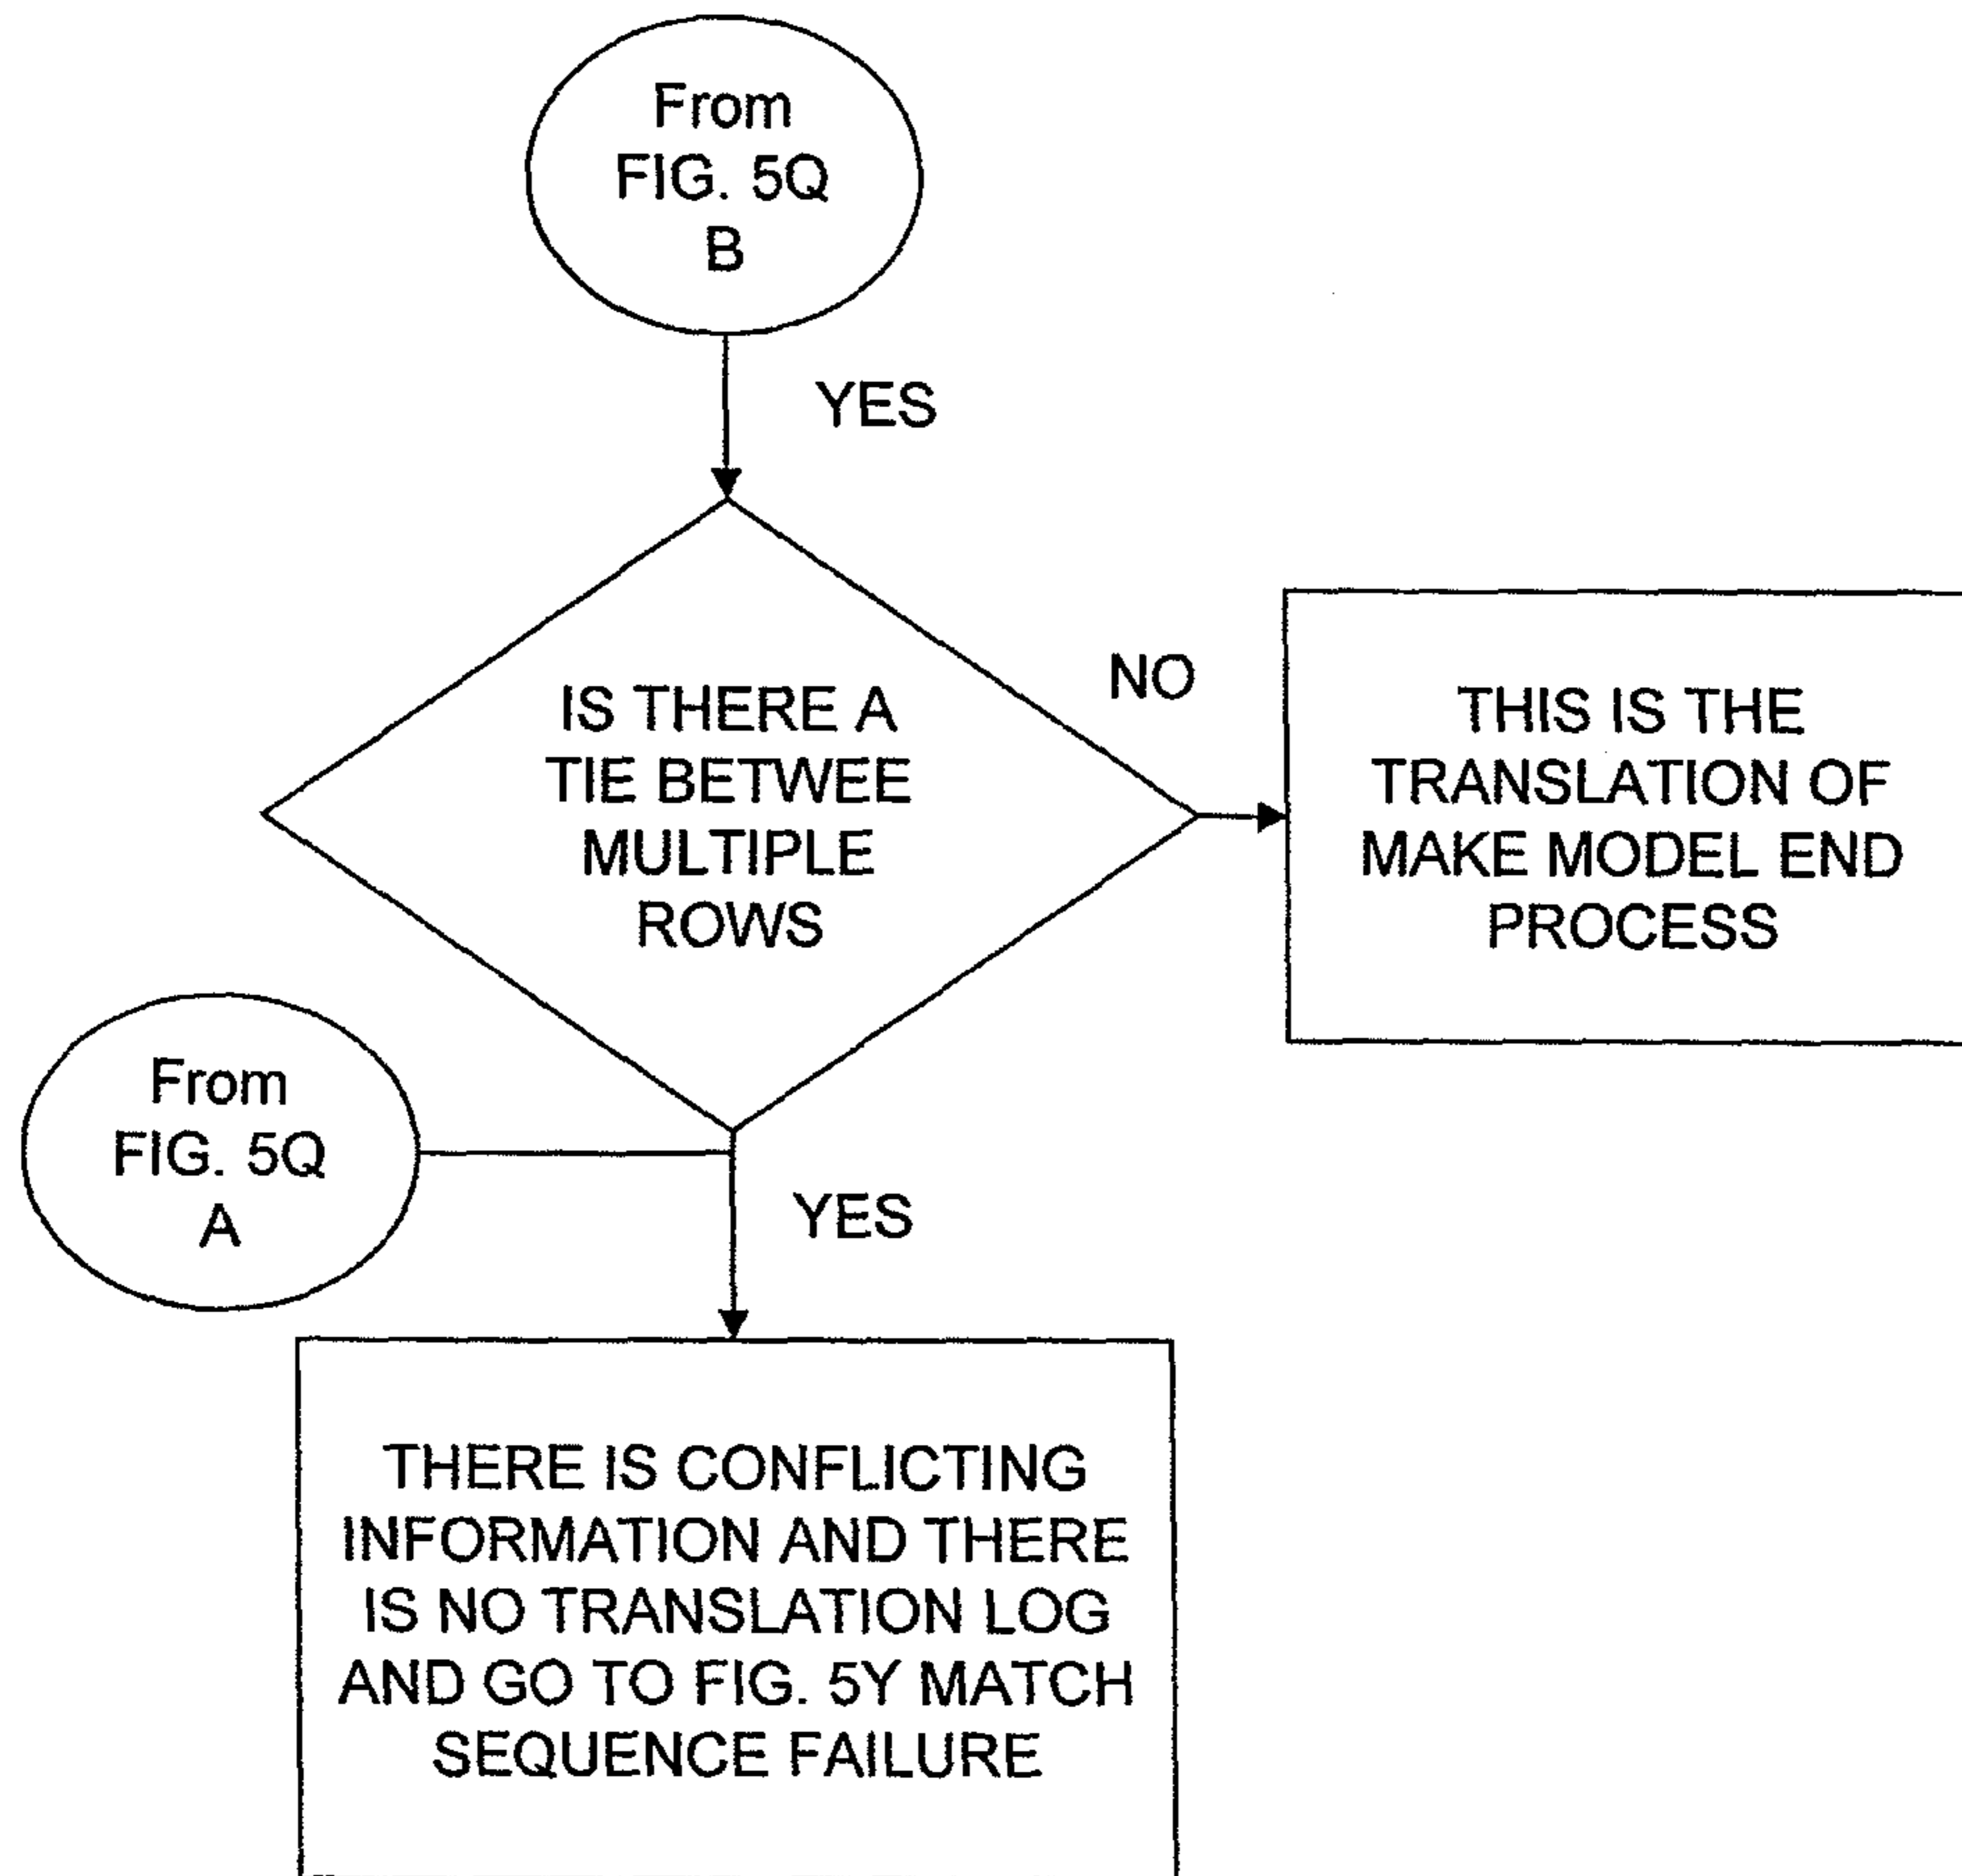 From
FIG. 5Q
B
YES
IS THERE A
TIE BETWEE
MULTIPLE
ROWS
NO
THIS IS THE
TRANSLATION OF
MAKE MODEL END
PROCESS
From
FIG. 5Q
A
YES
THERE IS CONFLICTING
INFORMATION AND THERE
IS NO TRANSLATION LOG
AND GO TO FIG. 5Y MATCH
SEQUENCE FAILURE